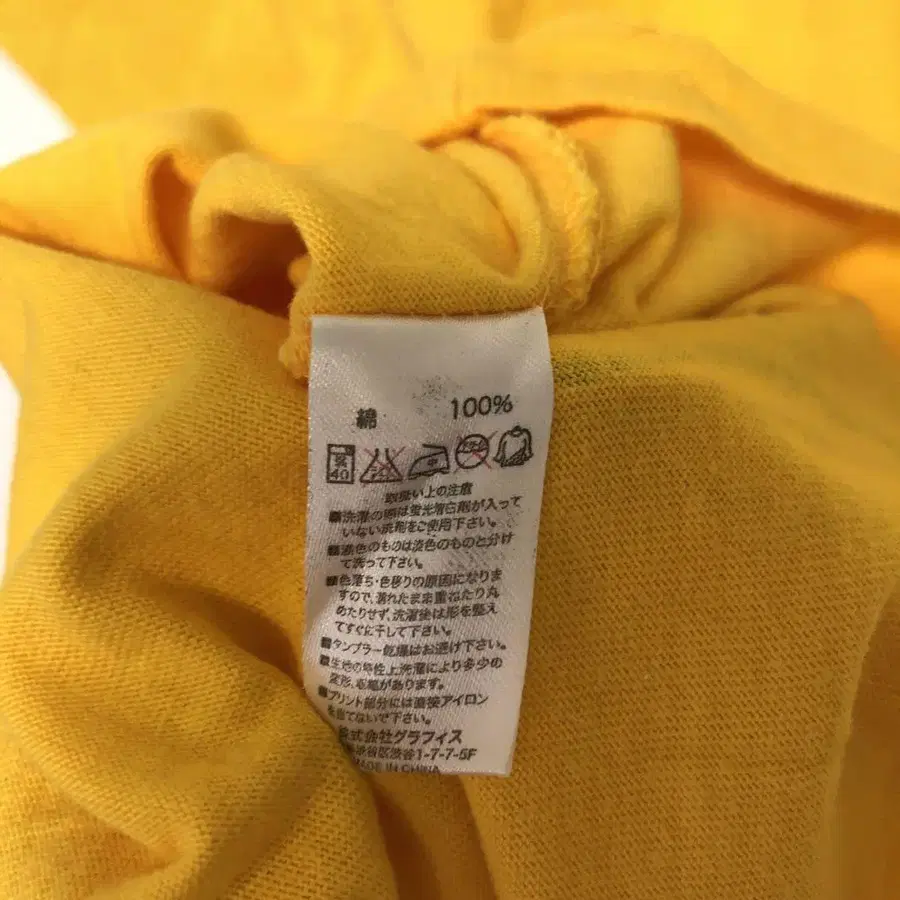 綿 100%
40 中
取扱い上の注意
■洗濯の際は蛍光増白剤が入って
いない洗剤をご使用下さい。
■淡色のものは淡色のものと分け
て洗って下さい。
■色落ち・色移りの原因になりま
すので、濡れたまま重ねたり丸
めたりせず、洗濯後は形を整え
てすぐに干して下さい。
■タンブラー乾燥はお避け下さい。
■生地の特性上洗濯により多少の
変形、収縮があります。
■プリント部分には直接アイロン
を当てないで下さい。
株式会社グラフィス
渋谷区渋谷1-7-7-5F
MADE IN CHINA